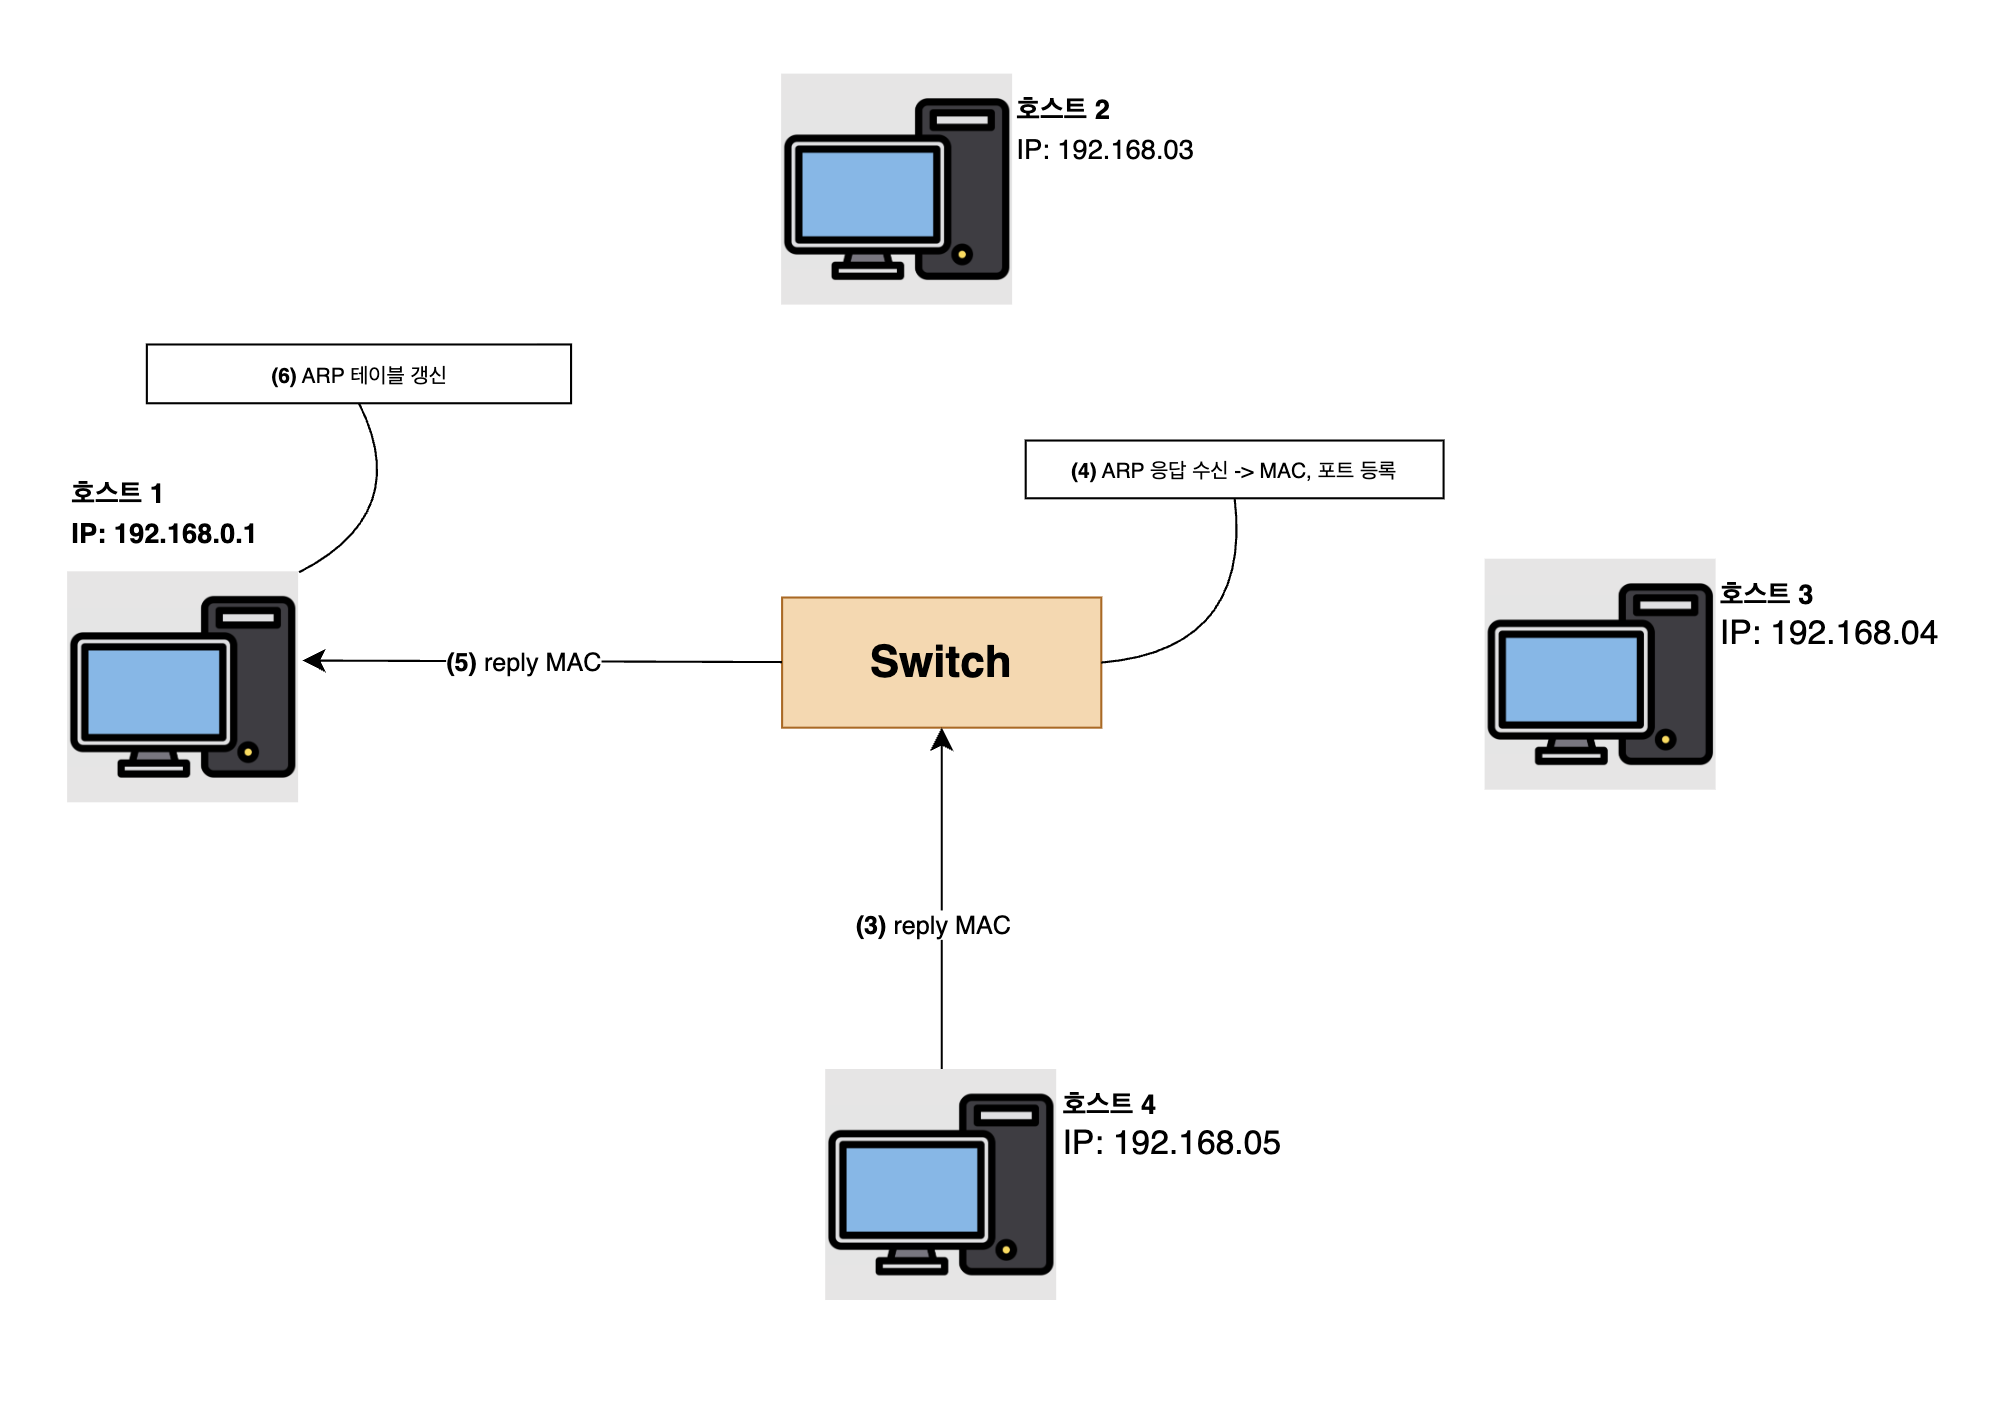 호스트 2
IP: 192.168.03
(6) ARP 테이블 갱신
(4) ARP 응답 수신 -> MAC, 포트 등록
호스트 1
IP: 192.168.0.1
호스트 3
IP: 192.168.04
(5) reply MAC
Switch
(3) reply MAC
호스트 4
IP: 192.168.05